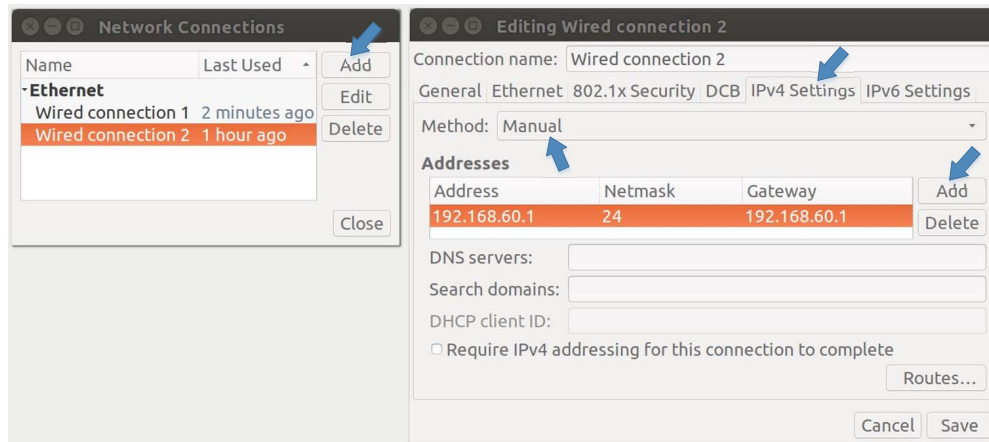 Network Connections
Name Last Used Add
Ethernet
Wired connection 1 2 minutes ago
Wired connection 2 1 hour ago
Edit
Delete
Close
Editing Wired connection 2
Connection name: Wired connection 2
General Ethernet 802.1x Security DCB IPv4 Settings IPv6 Settings
Method: Manual
Addresses
Address Netmask Gateway Add
192.168.60.1 24 192.168.60.1 Delete
DNS servers:
Search domains:
DHCP client ID:
Require IPv4 addressing for this connection to complete
Routes...
Cancel Save